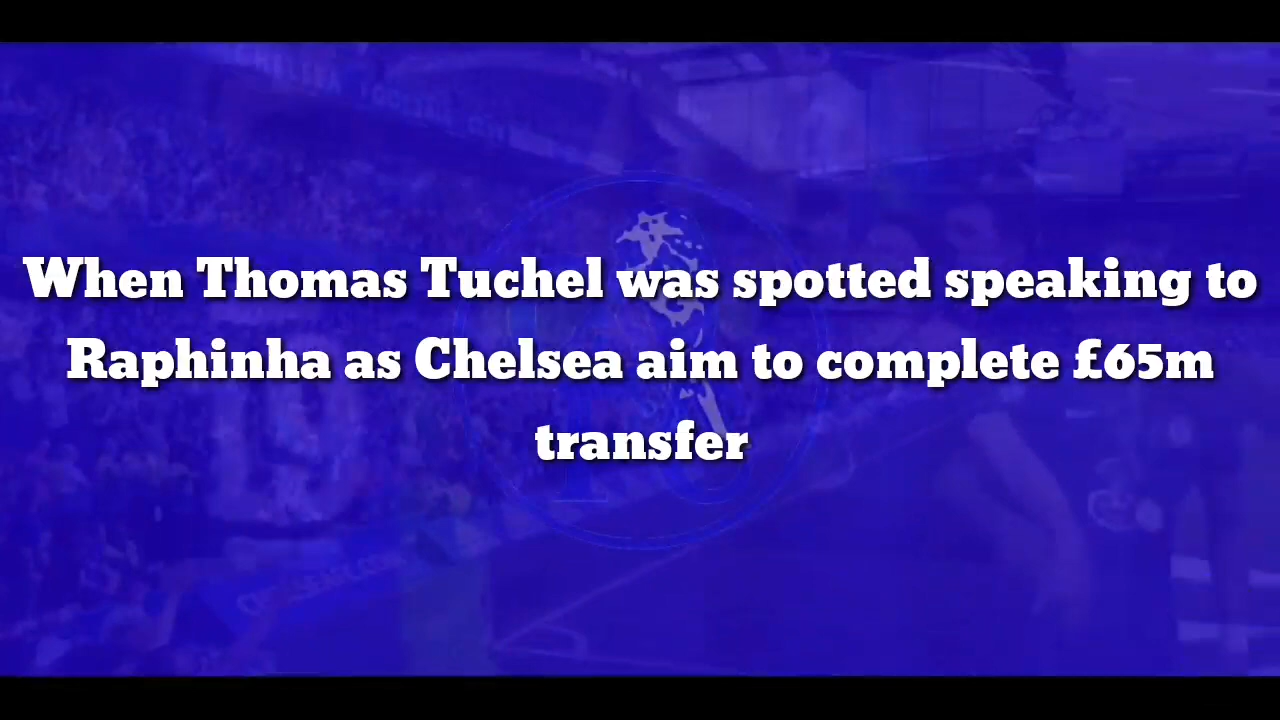 When Thomas Tuchel was spotted speaking to
Raphinha as Chelsea aim to complete £65m
transfer